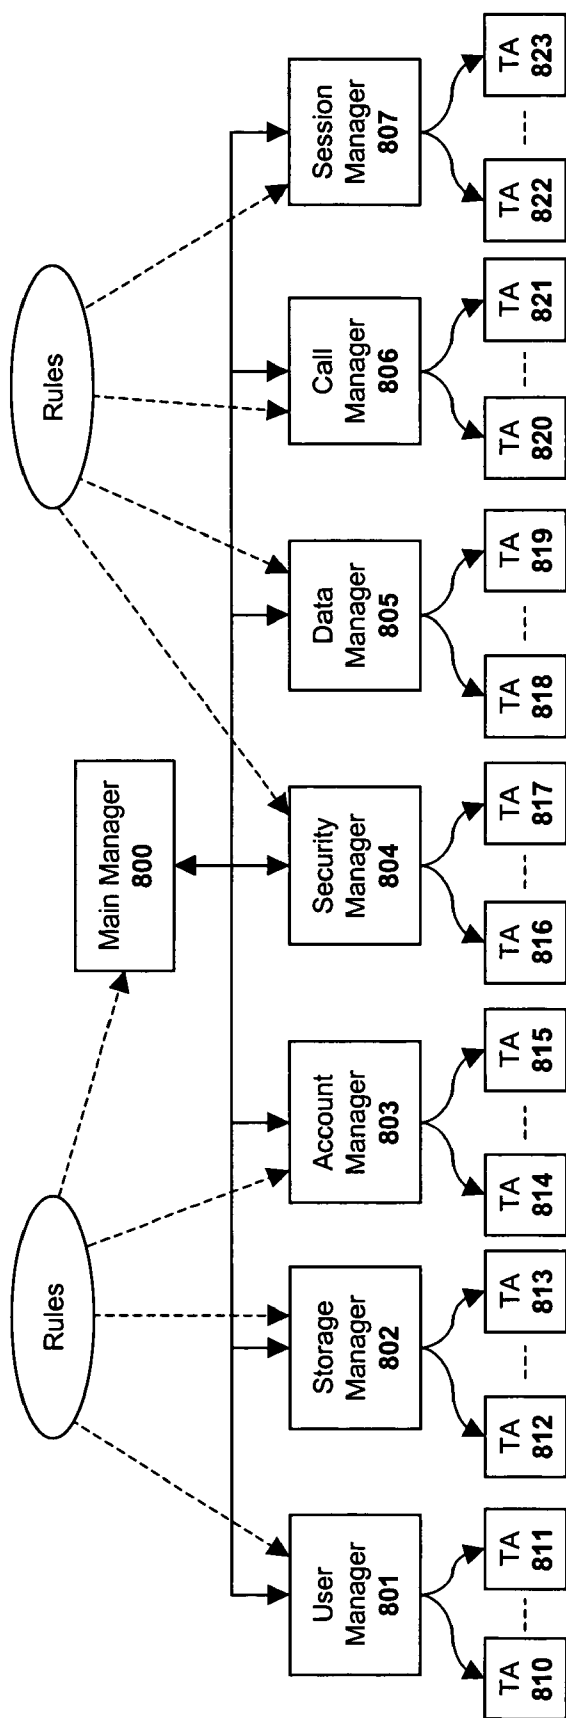 Rules
Rules
Main Manager
800
User
Manager
801
Storage
Manager
802
Account
Manager
803
Security
Manager
804
Data
Manager
805
Call
Manager
806
Session
Manager
807
TA
810
TA
811
TA
812
TA
813
TA
814
TA
815
TA
816
TA
817
TA
818
TA
819
TA
820
TA
821
TA
822
TA
823